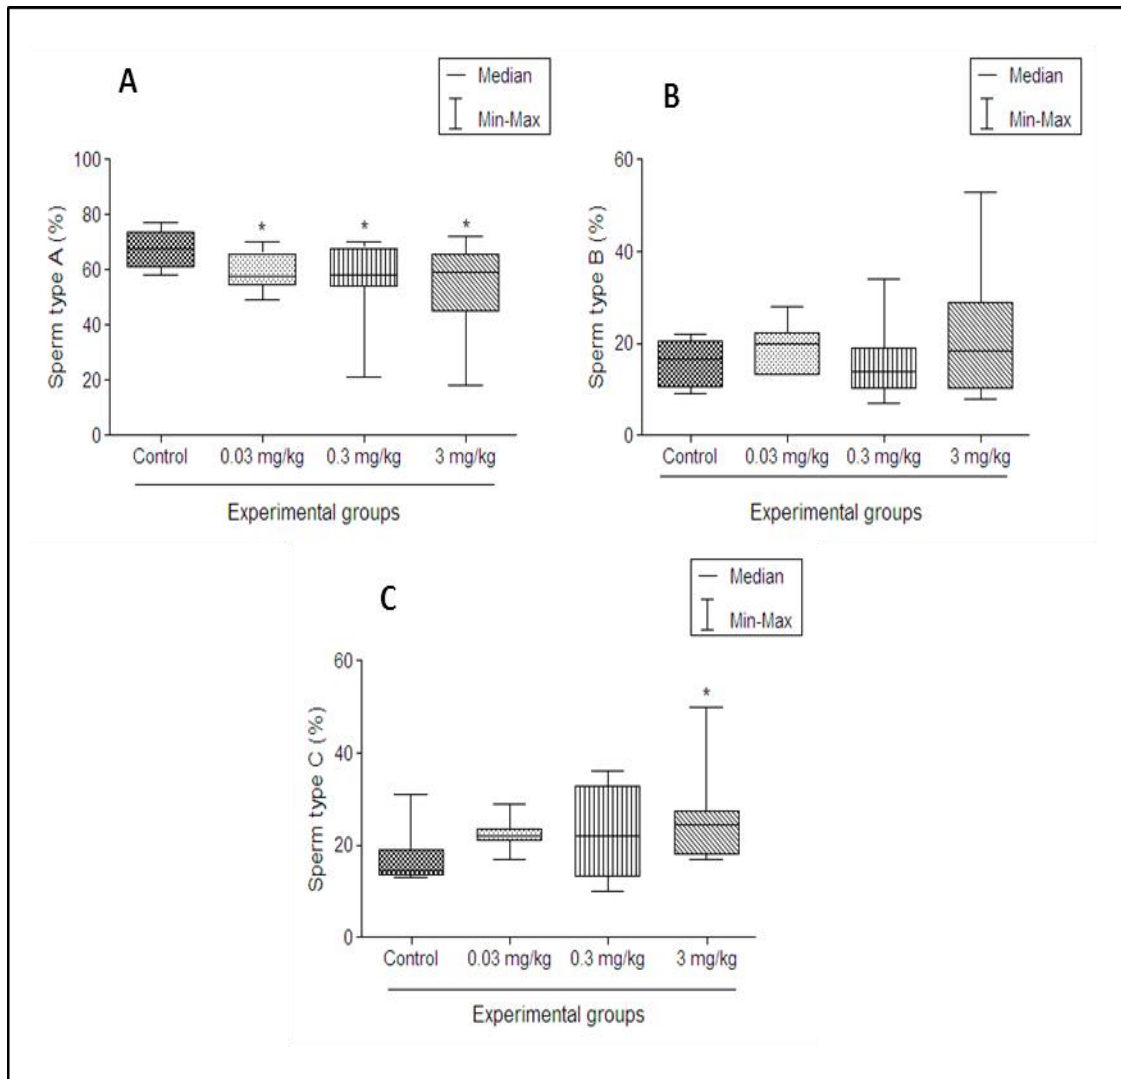 A
Median
Min-Max
Sperm type A (%)
100
80
60
40
20
0
*
*
*
Control 0.03 mg/kg 0.3 mg/kg 3 mg/kg
Experimental groups
B
Median
Min-Max
Sperm type B (%)
60
40
20
0
Control 0.03 mg/kg 0.3 mg/kg 3 mg/kg
Experimental groups
C
Median
Min-Max
Sperm type C (%)
60
40
20
0
*
Control 0.03 mg/kg 0.3 mg/kg 3 mg/kg
Experimental groups